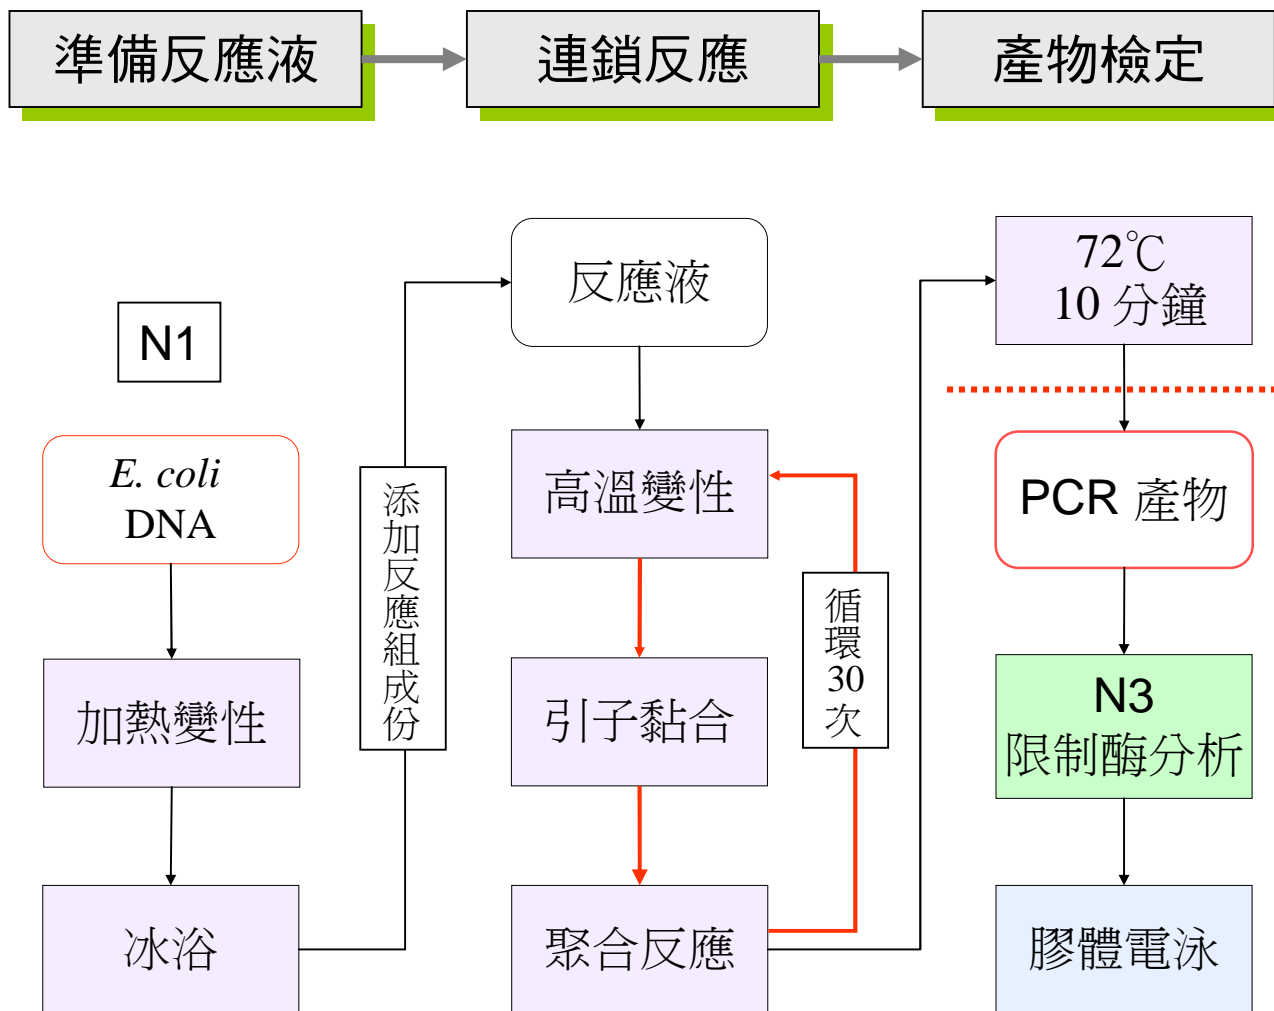 準備反應液
連鎖反應
產物檢定
N1
E. coli
DNA
加熱變性
冰浴
添加反應組成份
反應液
高溫變性
引子黏合
聚合反應
循環30次
72℃
10 分鐘
PCR 產物
N3
限制酶分析
膠體電泳